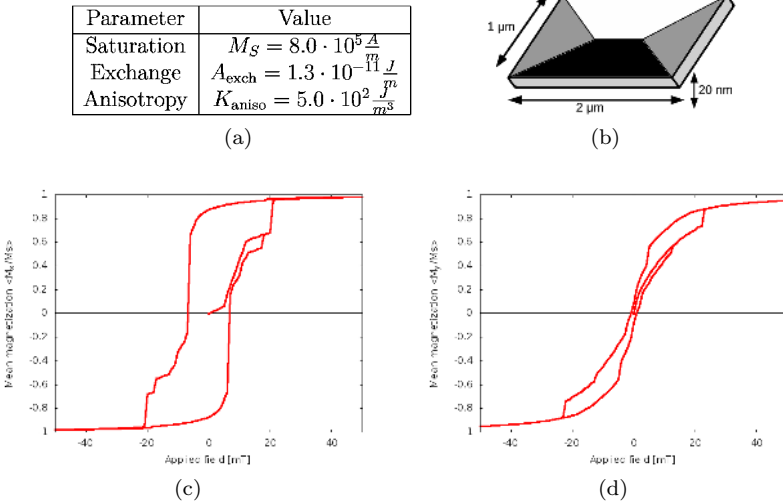 Parameter Value
Saturation M_S = 8.0 · 10^5 A/m
Exchange A_exch = 1.3 · 10^−11 J/m
Anisotropy K_aniso = 5.0 · 10^2 J/m^3
(a)
1 µm
20 nm
2 µm
(b)
1
0.8
0.6
0.4
0.2
0
-0.2
-0.4
-0.6
-0.8
1
-40 -20 0 20 40
Mean magnetization <M_x/Ms>
Applied field [mT]
(c)
1
0.8
0.6
0.4
0.2
0
-0.2
-0.4
-0.6
-0.8
1
-40 -20 0 20 40
Mean magnetization <M_y/Ms>
Applied field [mT]
(d)